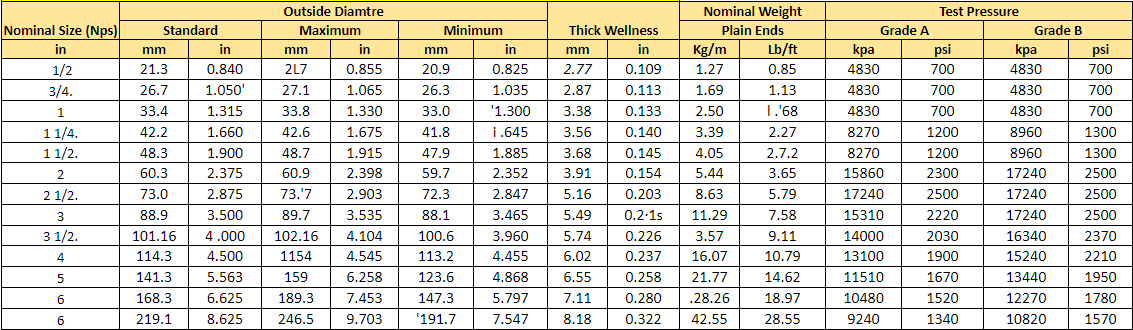 Outside Diamtre Nominal Weight Test Pressure
Nominal Size (Nps) Standard Maximum Minimum Thick Wellness Plain Ends Grade A Grade B
in mm in mm in mm in mm in Kg/m Lb/ft kpa psi kpa psi
1/2 21.3 0.840 2L7 0.855 20.9 0.825 2.77 0.109 1.27 0.85 4830 700 4830 700
3/4. 26.7 1.050' 27.1 1.065 26.3 1.035 2.87 0.113 1.69 1.13 4830 700 4830 700
1 33.4 1.315 33.8 1.330 33.0 '1.300 3.38 0.133 2.50 l .'68 4830 700 4830 700
1 1/4. 42.2 1.660 42.6 1.675 41.8 i .645 3.56 0.140 3.39 2.27 8270 1200 8960 1300
1 1/2. 48.3 1.900 48.7 1.915 47.9 1.885 3.68 0.145 4.05 2.7.2 8270 1200 8960 1300
2 60.3 2.375 60.9 2.398 59.7 2.352 3.91 0.154 5.44 3.65 15860 2300 17240 2500
2 1/2. 73.0 2.875 73.'7 2.903 72.3 2.847 5.16 0.203 8.63 5.79 17240 2500 17240 2500
3 88.9 3.500 89.7 3.535 88.1 3.465 5.49 0.2·1s 11.29 7.58 15310 2220 17240 2500
3 1/2. 101.16 4 .000 102.16 4.104 100.6 3.960 5.74 0.226 3.57 9.11 14000 2030 16340 2370
4 114.3 4.500 1154 4.545 113.2 4.455 6.02 0.237 16.07 10.79 13100 1900 15240 2210
5 141.3 5.563 159 6.258 123.6 4.868 6.55 0.258 21.77 14.62 11510 1670 13440 1950
6 168.3 6.625 189.3 7.453 147.3 5.797 7.11 0.280 .28.26 18.97 10480 1520 12270 1780
6 219.1 8.625 246.5 9.703 '191.7 7.547 8.18 0.322 42.55 28.55 9240 1340 10820 1570